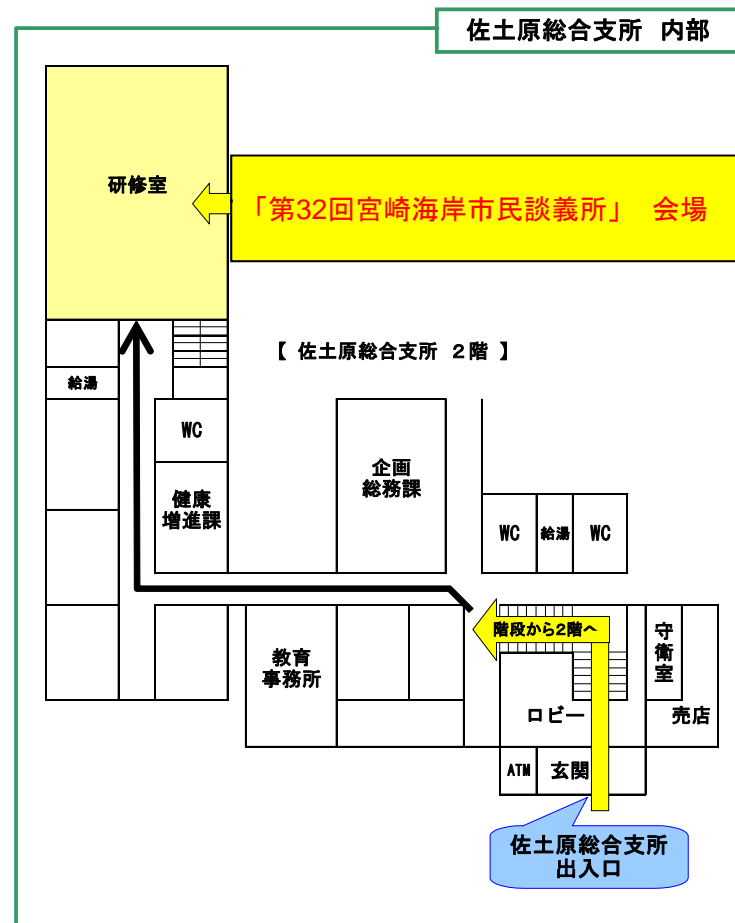 佐土原総合支所 内部
研修室
「第32回宮崎海岸市民談義所」 会場
【 佐土原総合支所 2階 】
給湯
WC
健康
増進課
企画
総務課
WC
給湯
WC
階段から2階へ
守
衛
室
教育
事務所
ロビー
売店
ATM
玄関
佐土原総合支所
出入口